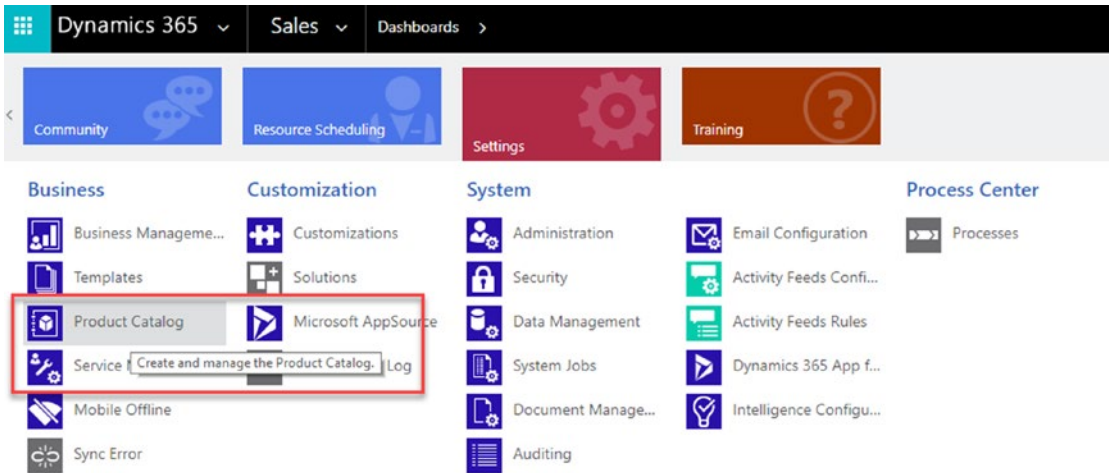 Dynamics 365
Sales
Dashboards
Community
Resource Scheduling
Settings
Training
Business
Business Manageme...
Templates
Product Catalog
Service
Create and manage the Product Catalog.
Mobile Offline
Sync Error
Customization
Customizations
Solutions
Microsoft AppSource
Log
System
Administration
Security
Data Management
System Jobs
Document Manage...
Auditing
Email Configuration
Activity Feeds Confi...
Activity Feeds Rules
Dynamics 365 App f...
Intelligence Configu...
Process Center
Processes